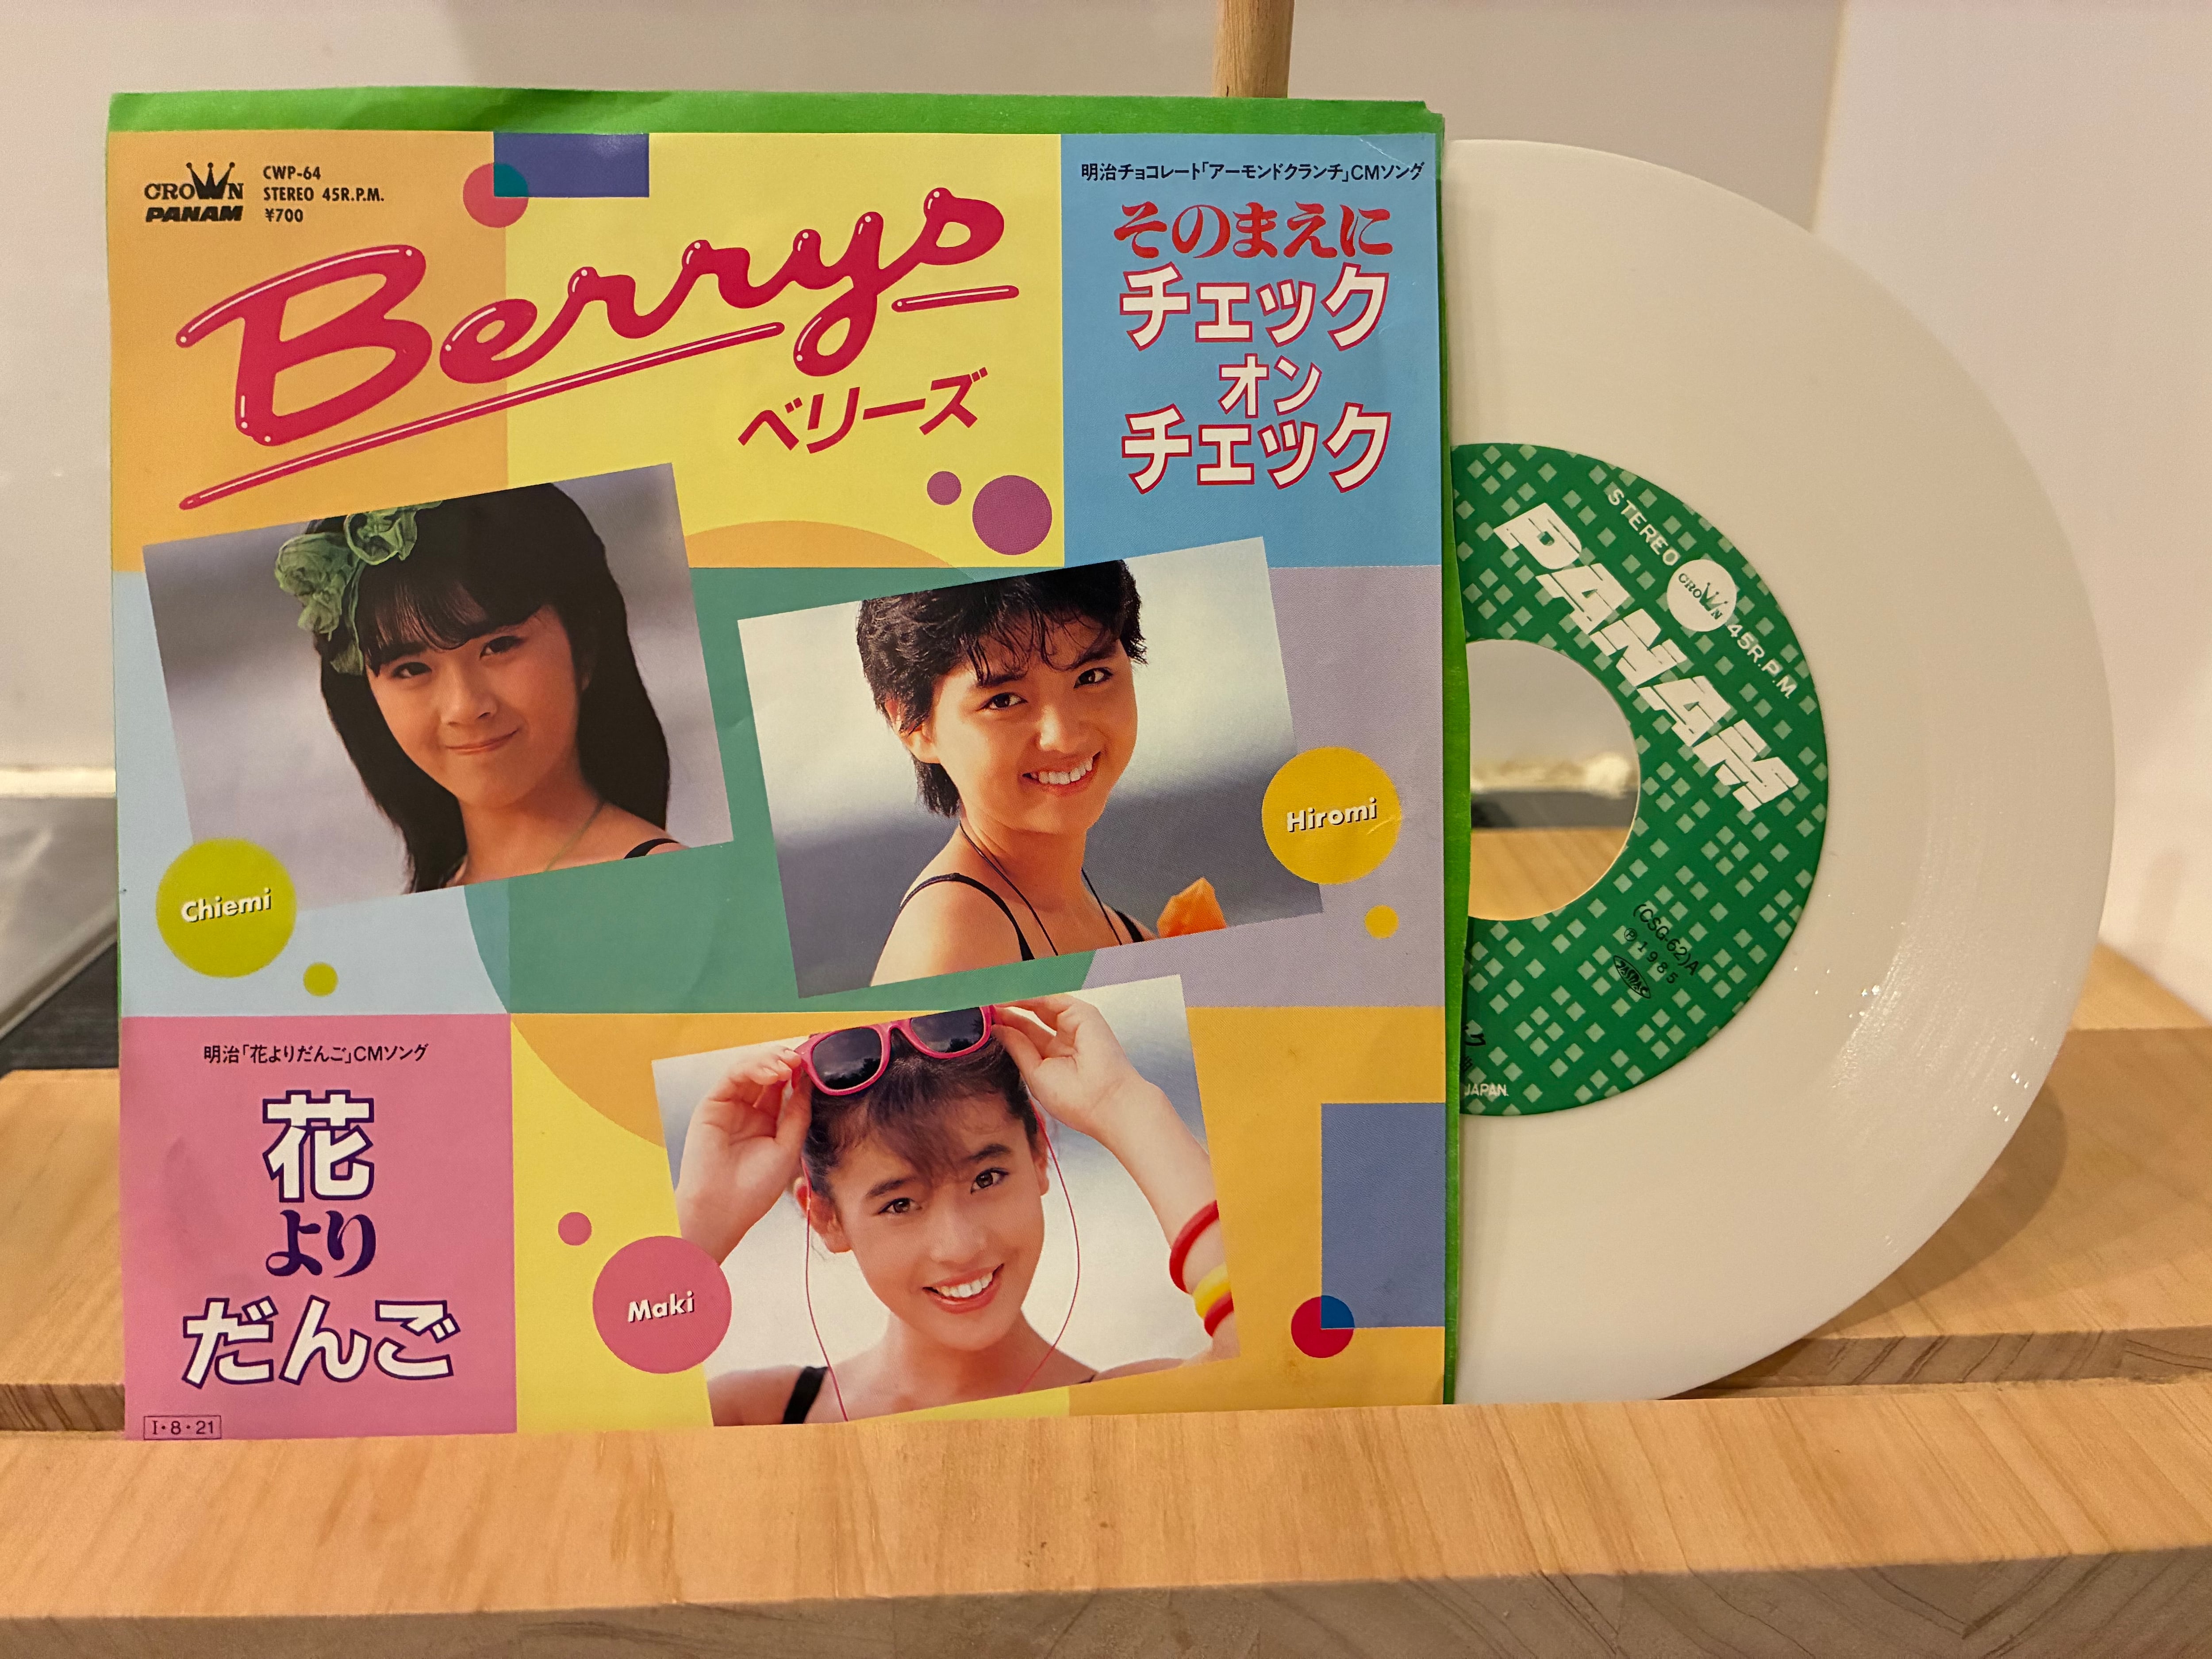 CROWN
PANAM
CWP-64
STEREO 45R.P.M.
¥700
Berrys
ベリーズ
明治チョコレート「アーモンドクランチ」CMソング
そのまえに
チェック
オン
チェック
Chiemi
Hiromi
明治「花よりだんご」CMソング
花
より
だんご
Maki
I・8・21
STEREO
CROWN
45R.P.M.
PANAM
(CSQ-62)A
Ⓟ1985
JASRAC
JAPAN